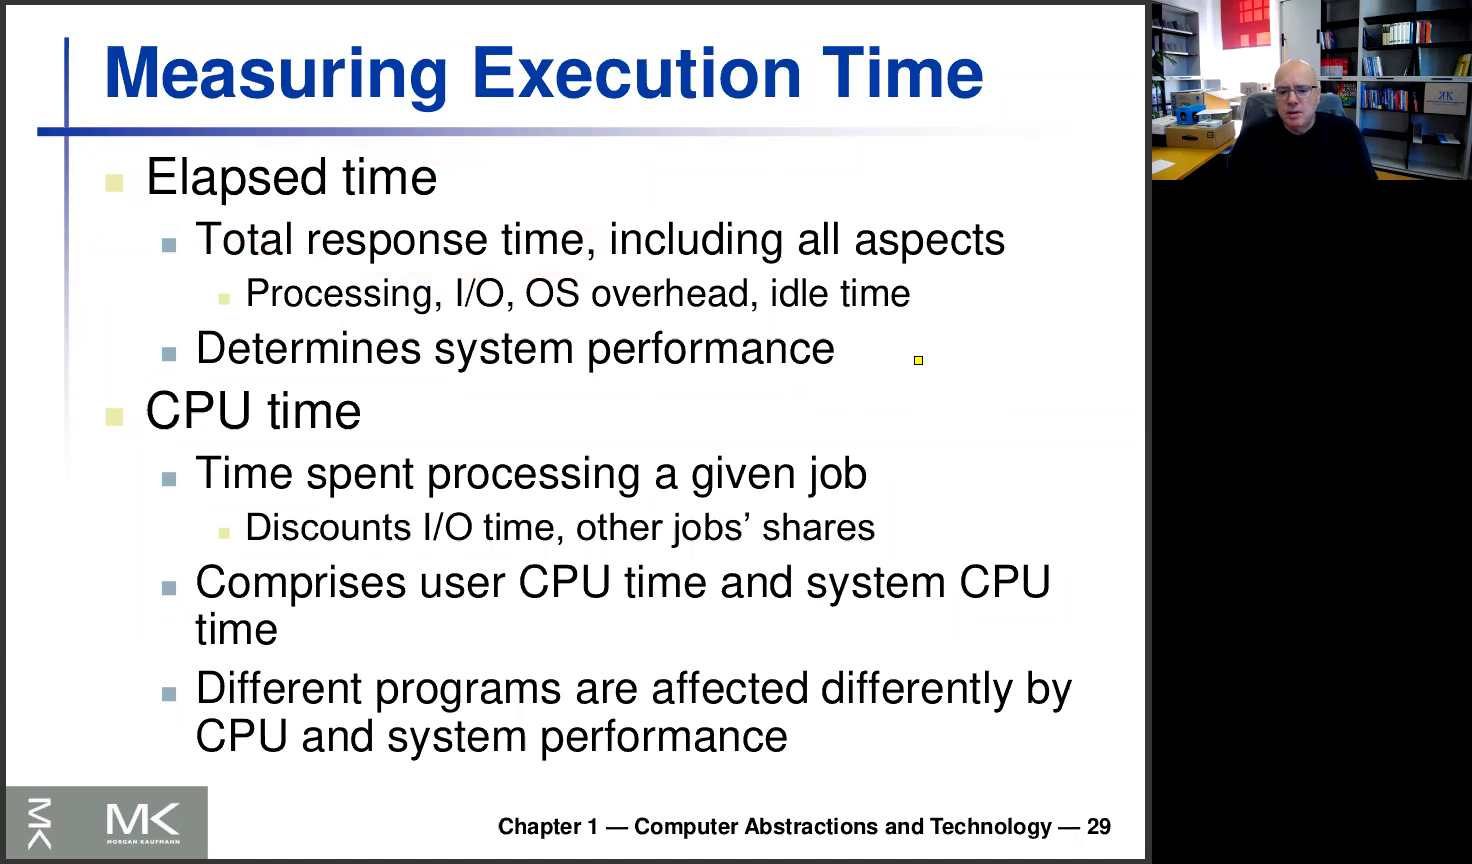 Measuring Execution Time
Elapsed time
Total response time, including all aspects
Processing, I/O, OS overhead, idle time
Determines system performance
CPU time
Time spent processing a given job
Discounts I/O time, other jobs’ shares
Comprises user CPU time and system CPU
time
Different programs are affected differently by
CPU and system performance
MK
MK
MORGAN KAUFMANN
Chapter 1 — Computer Abstractions and Technology — 29